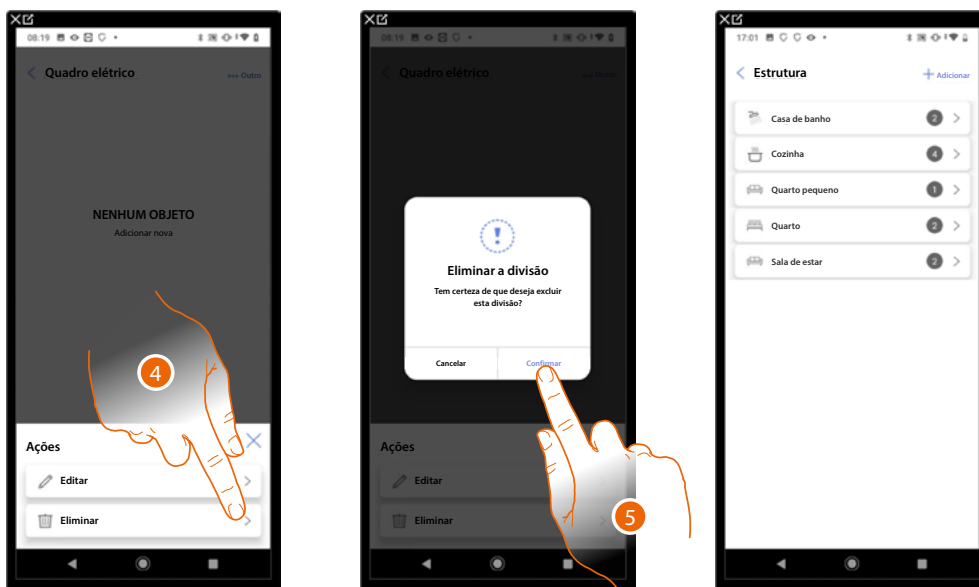 08:19
Quadro elétrico
Outro
NENHUM OBJETO
Adicionar nova
4
Ações
Editar
Eliminar
08:19
Quadro elétrico
Outro
Eliminar a divisão
Tem certeza de que deseja excluir
esta divisão?
Cancelar
Confirmar
Ações
Editar
Eliminar
5
17:01
Estrutura
Adicionar
Casa de banho
2
Cozinha
4
Quarto pequeno
1
Quarto
2
Sala de estar
2